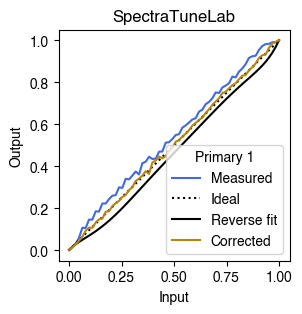 SpectraTuneLab
1.0
0.8
0.6
0.4
0.2
0.0
Output
Primary 1
Measured
Ideal
Reverse fit
Corrected
0.00
0.25
0.50
0.75
1.00
Input